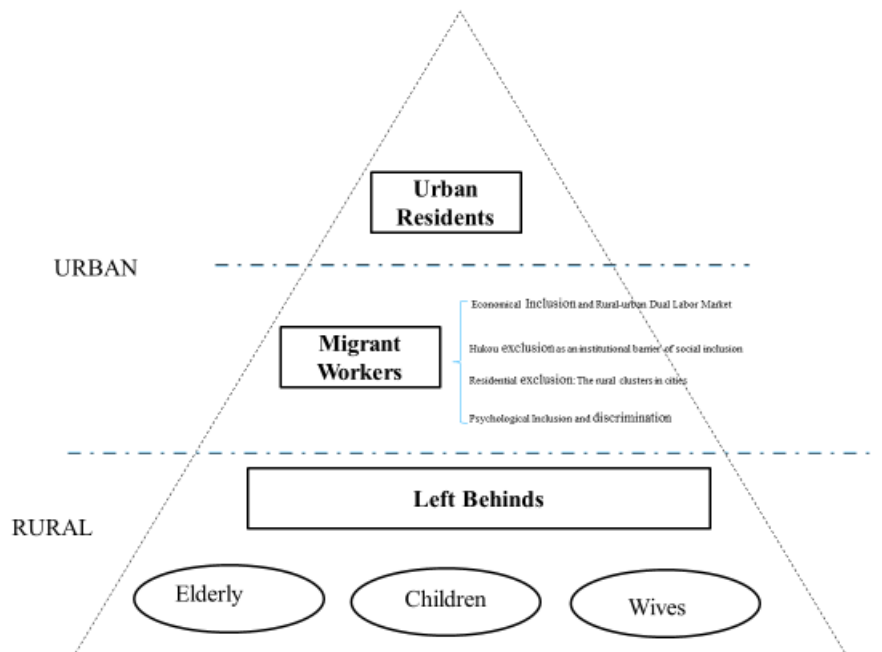 Urban
Residents
URBAN
Economical Inclusion and Rural-urban Dual Labor Market
Migrant
Workers
Hukou exclusion as an institutional barrier of social inclusion
Residential exclusion: The rural clusters in cities
Psychological Inclusion and discrimination
Left Behinds
RURAL
Elderly
Children
Wives